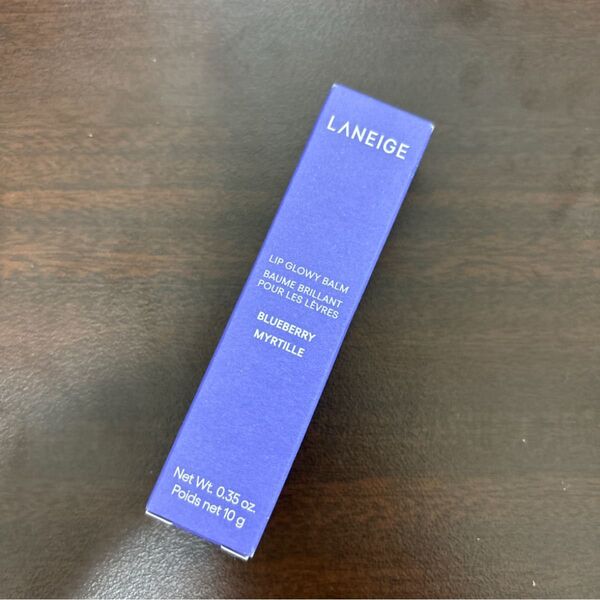 LANEIGE
LIP GLOWY BALM
BAUME BRILLANT
POUR LES LÈVRES
BLUEBERRY
MYRTILLE
Net Wt. 0.35 oz.
Poids net 10 g